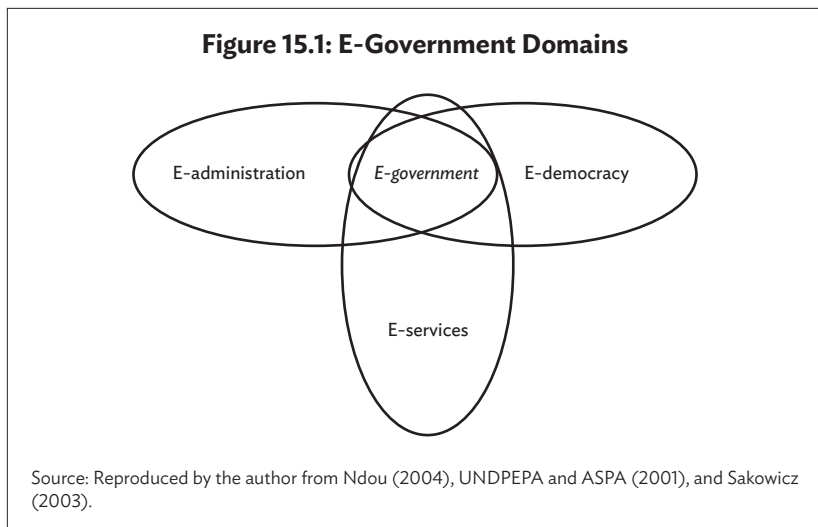 Figure 15.1: E-Government Domains
E-administration
E-government
E-democracy
E-services
Source: Reproduced by the author from Ndou (2004), UNDPEPA and ASPA (2001), and Sakowicz
(2003).